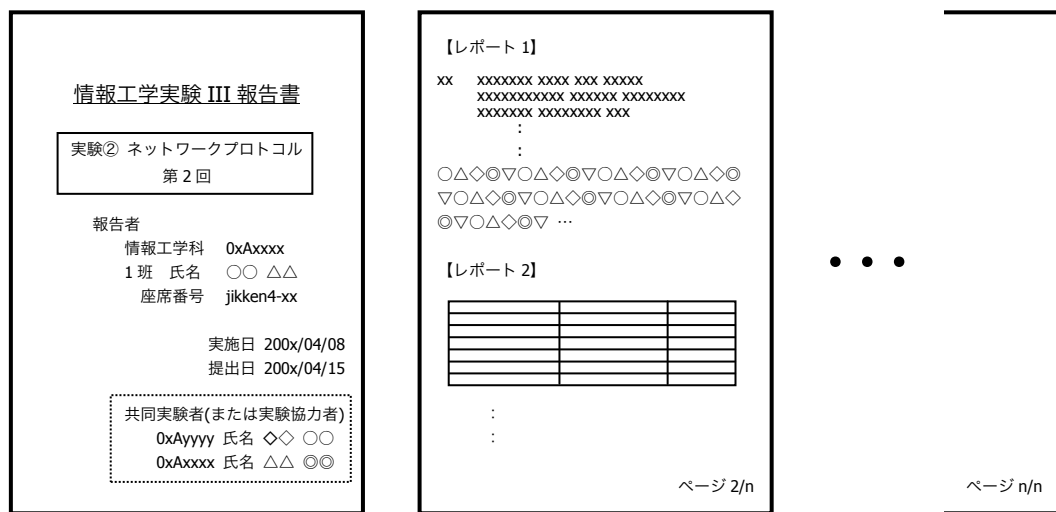 情報工学実験 III 報告書
実験② ネットワークプロトコル
第 2 回
報告者
情報工学科 0xAxxxx
1 班 氏名 ○○ △△
座席番号 jikken4-xx
実施日 200x/04/08
提出日 200x/04/15
共同実験者(または実験協力者)
0xAyyyy 氏名 ◇◇ ○○
0xAxxxx 氏名 △△ ◎◎
【レポート 1】
xx xxxxxxx xxxx xxx xxxxx
xxxxxxxxxxx xxxxxx xxxxxxxx
xxxxxxx xxxxxxxx xxx
:
:
○△◇◎▽○△◇◎▽○△◇◎▽○△◇◎
▽○△◇◎▽○△◇◎▽○△◇◎▽○△◇
◎▽○△◇◎▽ …
【レポート 2】
:
:
ページ 2/n
• • •
ページ n/n